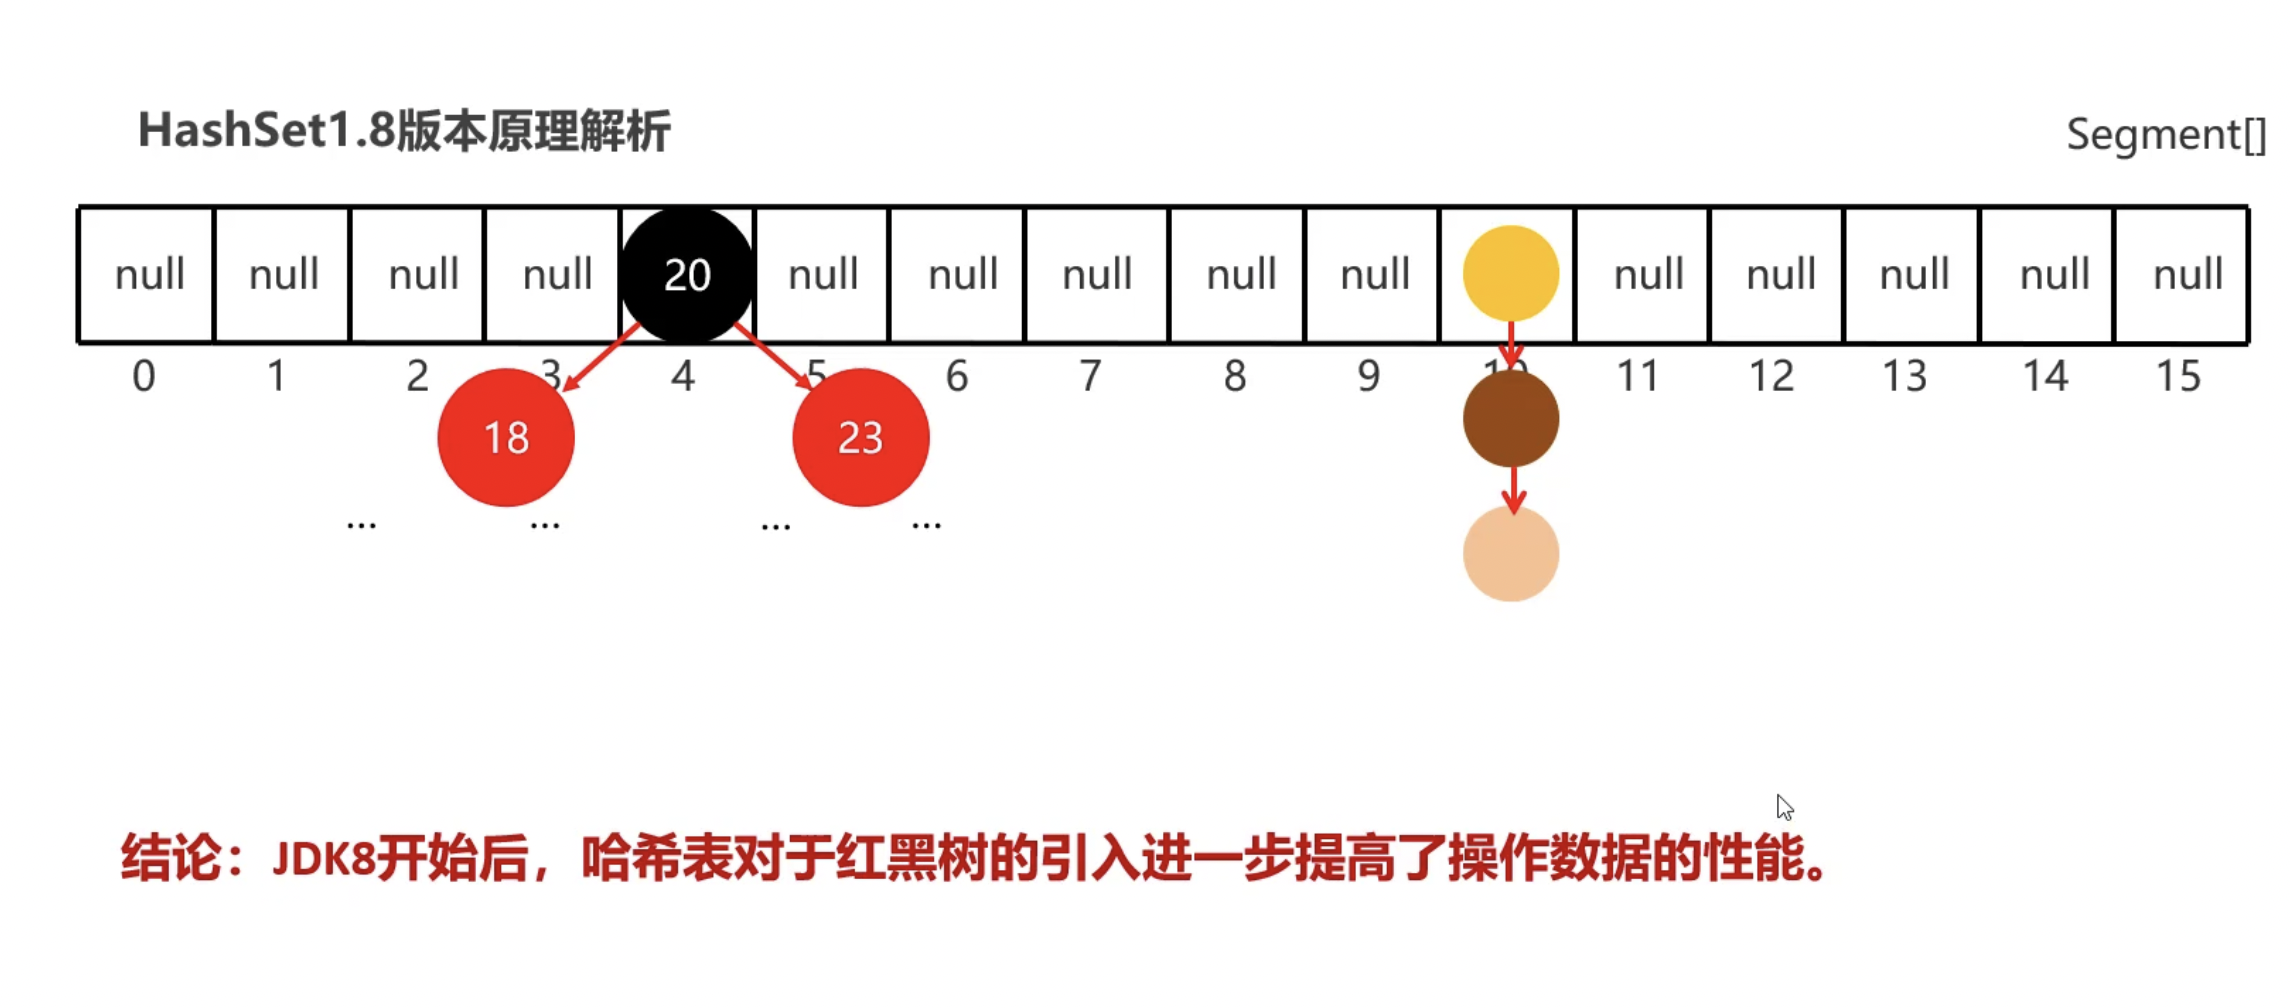 HashSet1.8版本原理解析
Segment[]
null null null null 20 null null null null null null null null null null
0 1 2 3 4 5 6 7 8 9 10 11 12 13 14 15
18 23
... ... ... ...
结论：JDK8开始后，哈希表对于红黑树的引入进一步提高了操作数据的性能。